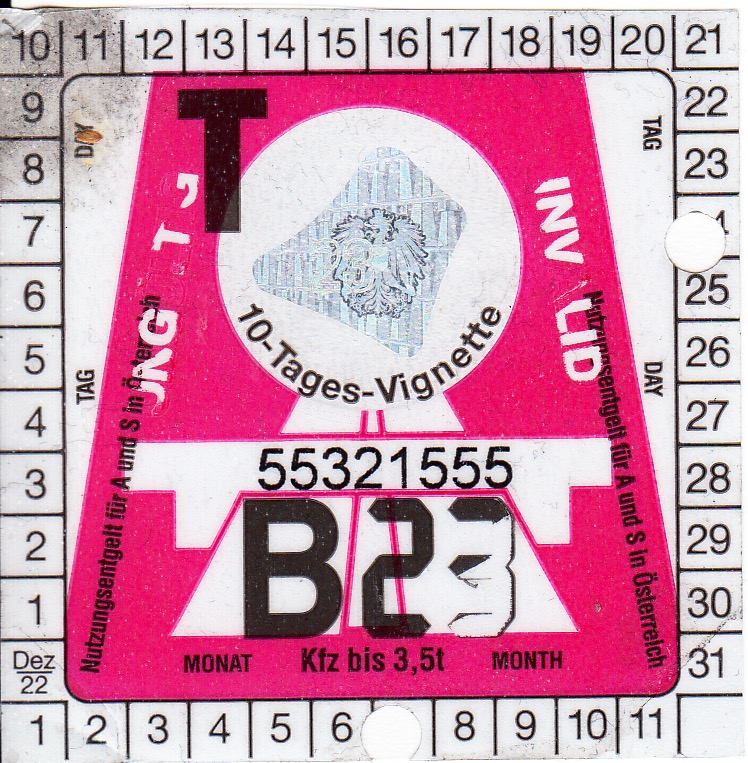 10 11 12 13 14 15 16 17 18 19 20 21
9 22
8 23
7
6 25
5 26
4 27
3 28
2 29
1 30
Dez 22 31
1 2 3 4 5 6 8 9 10 11
T
DAY
TAG
INVALID
10-Tages-Vignette
TAG
DAY
Nutzungsentgelt für A und S in Österreich
Nutzungsentgelt für A und S in Österreich
55321555
B23
MONAT Kfz bis 3,5t MONTH